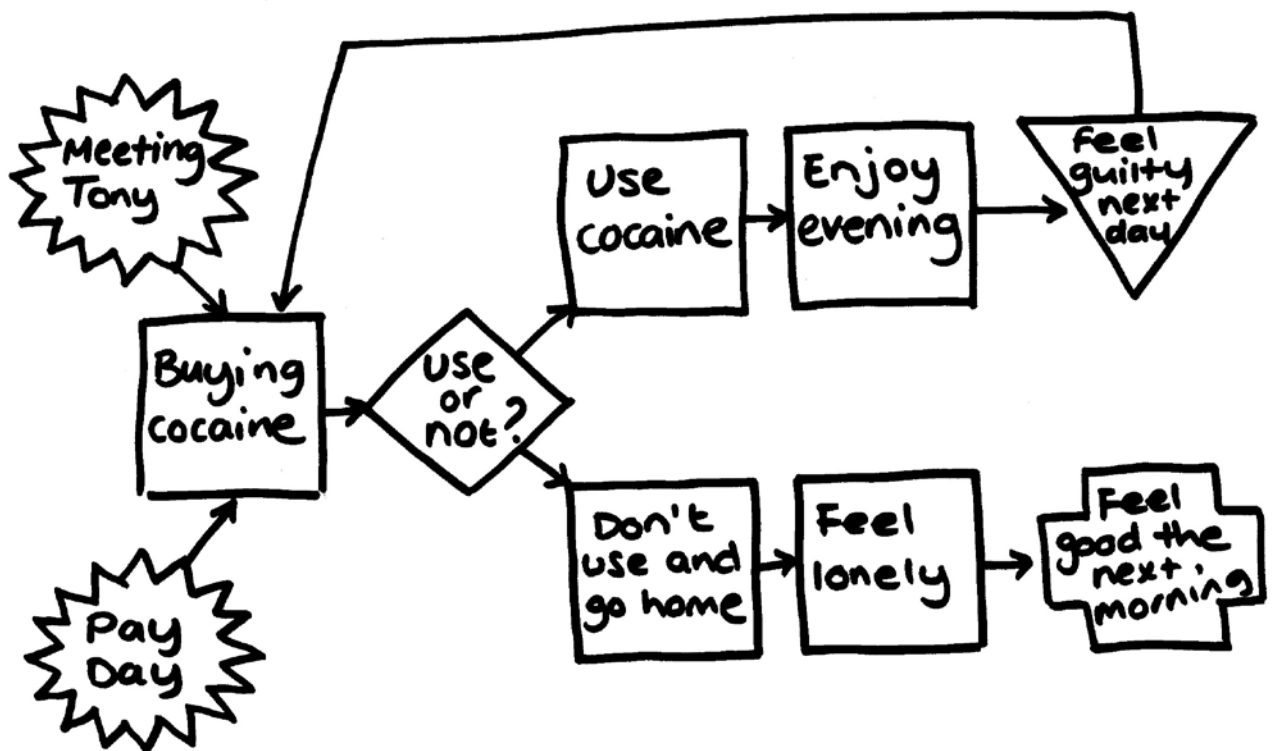 Meeting
Tony
Buying
cocaine
Pay
Day
use
or
not?
Use
cocaine
Enjoy
evening
Feel
guilty
next
day
Don't
use and
go home
Feel
lonely
Feel
good the
next
morning